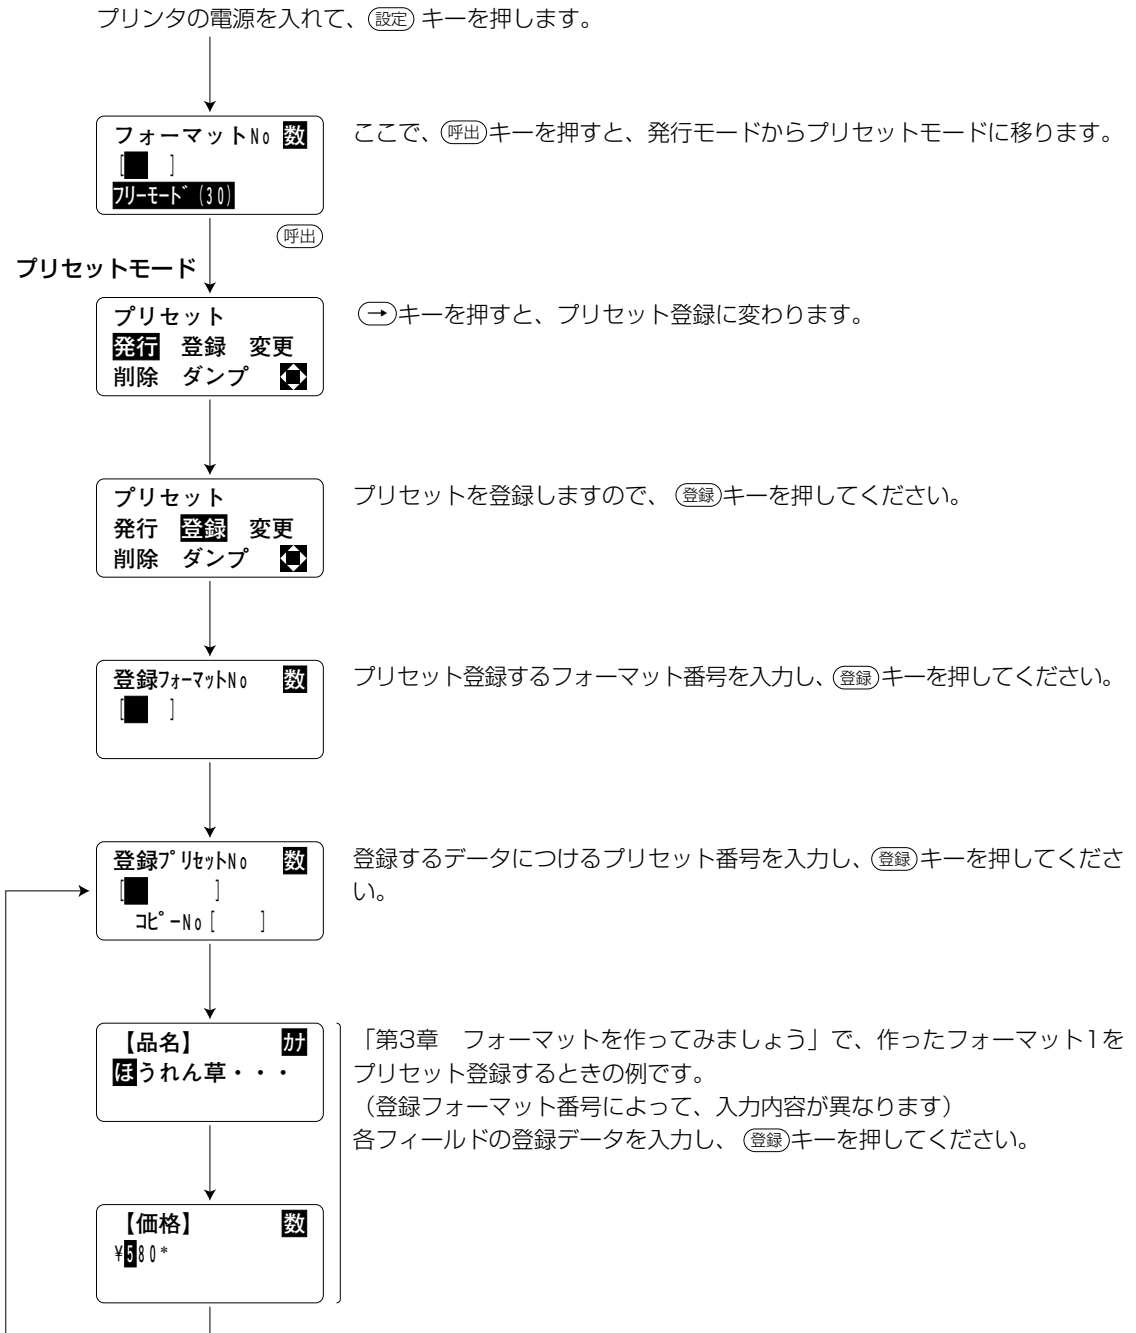 プリンタの電源を入れて、設定キーを押します。
フォーマットNo 数
[ ]
フリーモード(30)
ここで、呼出キーを押すと、発行モードからプリセットモードに移ります。
呼出
プリセットモード
プリセット
発行 登録 変更
削除 ダンプ
→キーを押すと、プリセット登録に変わります。
プリセット
発行 登録 変更
削除 ダンプ
プリセットを登録しますので、登録キーを押してください。
登録フォーマットNo 数
[ ]
プリセット登録するフォーマット番号を入力し、登録キーを押してください。
登録プリセットNo 数
[ ]
コピーNo[ ]
登録するデータにつけるプリセット番号を入力し、登録キーを押してくださ
い。
【品名】 カナ
ほうれん草・・・
「第3章 フォーマットを作ってみましょう」で、作ったフォーマット1を
プリセット登録するときの例です。
（登録フォーマット番号によって、入力内容が異なります）
各フィールドの登録データを入力し、登録キーを押してください。
【価格】 数
¥580*